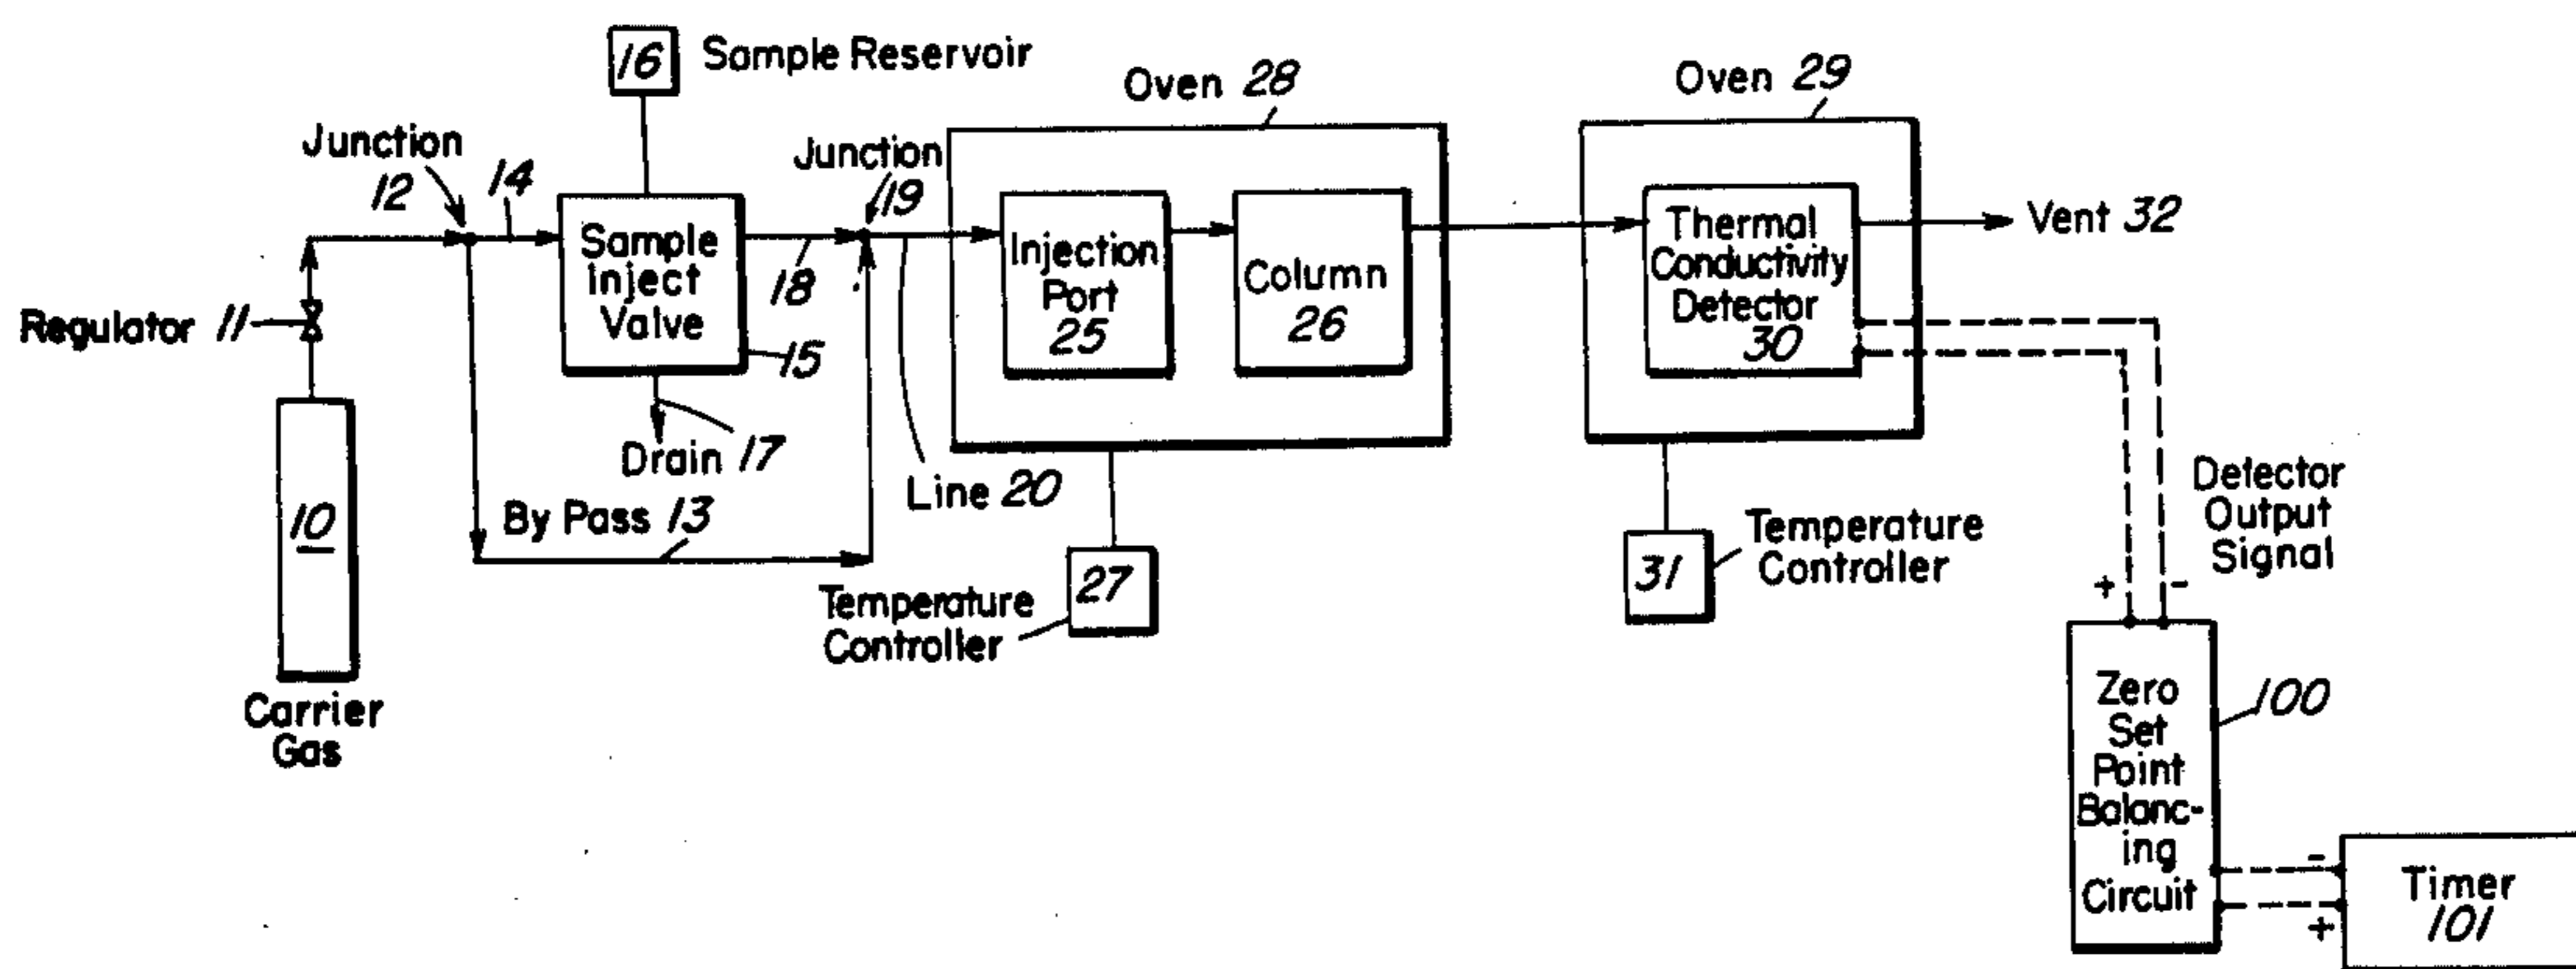 16 Sample Reservoir
Oven 28
Oven 29
Junction
12
14
Junction
19
Sample
Inject
Valve
15
18
Regulator 11
Drain 17
By Pass 13
Line 20
Injection
Port
25
Column
26
Thermal
Conductivity
Detector
30
Vent 32
10
Carrier
Gas
27
Temperature
Controller
31
Temperature
Controller
Detector
Output
Signal
+ -
Zero
Set
Point
Balanc-
ing
Circuit
100
-
+
Timer
101